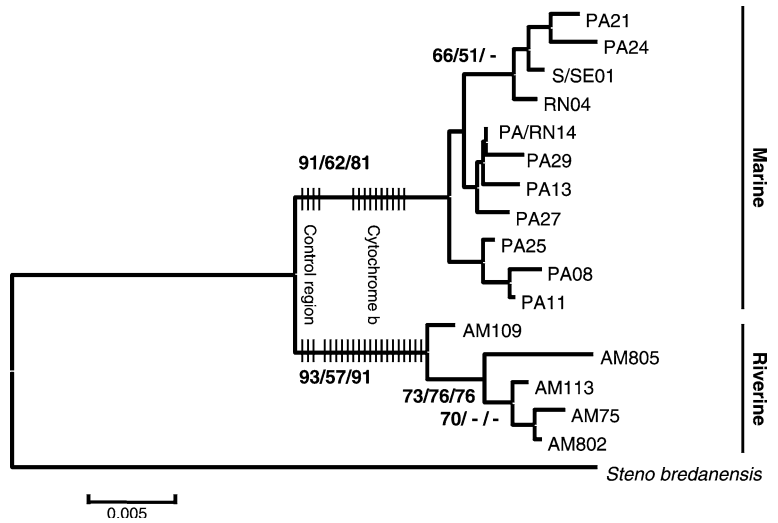 PA21
PA24
66/51/ -
S/SE01
RN04
PA/RN14
PA29
91/62/81
PA13
PA27
Marine
Control region
Cytochrome b
PA25
PA08
PA11
AM109
AM805
93/57/91
73/76/76
AM113
70/ - / -
AM75
AM802
Riverine
Steno bredanensis
0.005